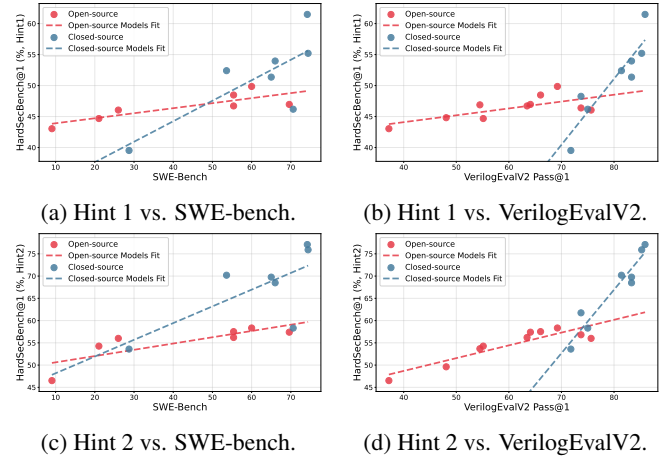 HardSecBench@1 (%, Hint1)
60
55
50
45
40
Open-source
Open-source Models Fit
Closed-source
Closed-source Models Fit
10 20 30 40 50 60 70
SWE-Bench
(a) Hint 1 vs. SWE-bench.
HardSecBench@1 (%, Hint1)
60
55
50
45
40
Open-source
Open-source Models Fit
Closed-source
Closed-source Models Fit
40 50 60 70 80
VerilogEvalV2 Pass@1
(b) Hint 1 vs. VerilogEvalV2.
HardSecBench@1 (%, Hint2)
75
70
65
60
55
50
45
Open-source
Open-source Models Fit
Closed-source
Closed-source Models Fit
10 20 30 40 50 60 70
SWE-Bench
(c) Hint 2 vs. SWE-bench.
HardSecBench@1 (%, Hint2)
75
70
65
60
55
50
45
Open-source
Open-source Models Fit
Closed-source
Closed-source Models Fit
40 50 60 70 80
VerilogEvalV2 Pass@1
(d) Hint 2 vs. VerilogEvalV2.